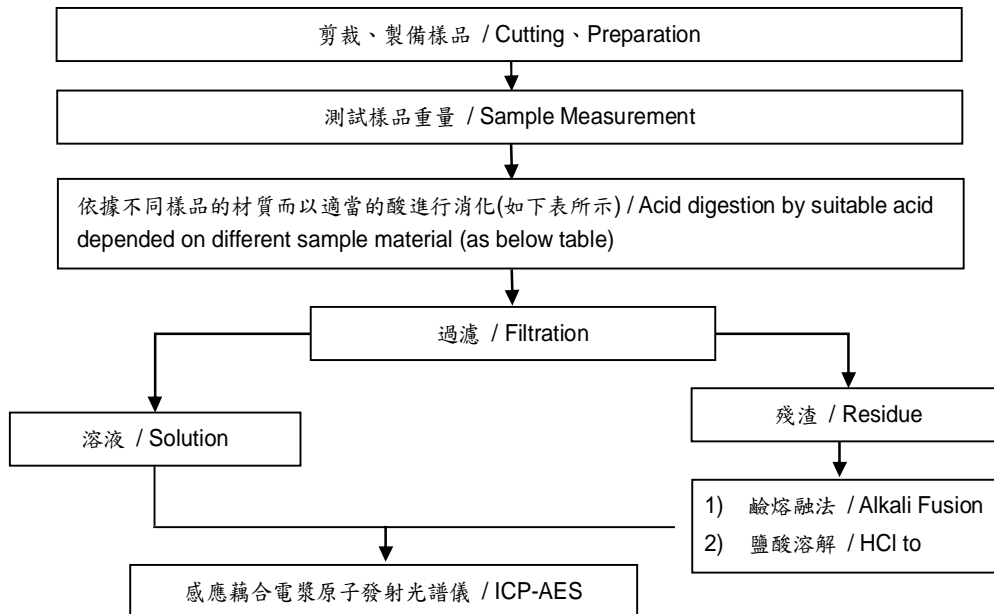 剪裁、製備樣品 / Cutting、Preparation
測試樣品重量 / Sample Measurement
依據不同樣品的材質而以適當的酸進行消化(如下表所示) / Acid digestion by suitable acid
depended on different sample material (as below table)
過濾 / Filtration
溶液 / Solution
殘渣 / Residue
1) 鹼熔融法 / Alkali Fusion
2) 鹽酸溶解 / HCl to
感應藕合電漿原子發射光譜儀 / ICP-AES